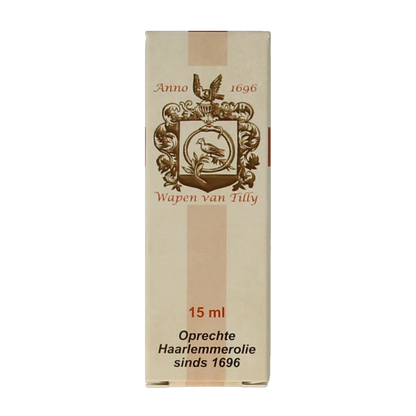 Anno 1696
Wapen van Tilly
15 ml
Oprechte
Haarlemmerolie
sinds 1696